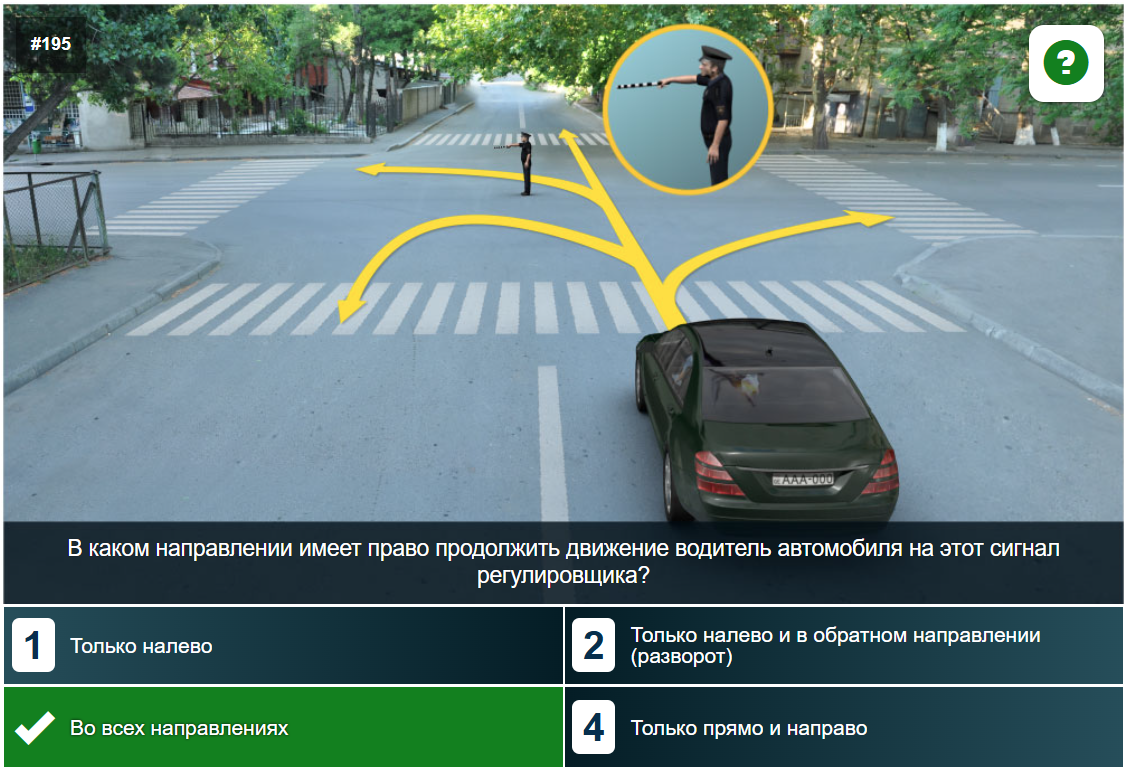 #195
?
AAA-000
В каком направлении имеет право продолжить движение водитель автомобиля на этот сигнал
регулировщика?
1 Только налево
2 Только налево и в обратном направлении
(разворот)
Во всех направлениях
4 Только прямо и направо